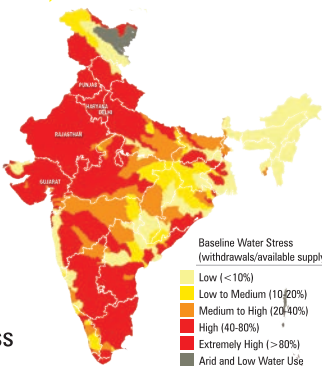 PUNJAB
HARYANA
DELHI
RAJASTHAN
GUJARAT
Baseline Water Stress
(withdrawals/available supply
Low (<10%)
Low to Medium (10-20%)
Medium to High (20-40%)
High (40-80%)
Extremely High (>80%)
Arid and Low Water Use
ss